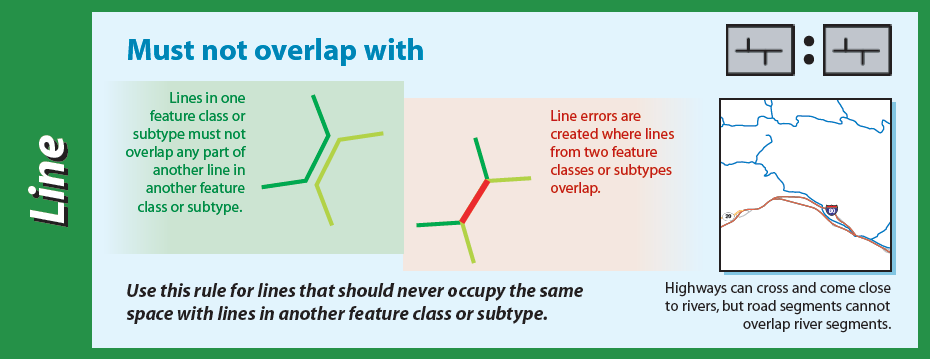 Line
Must not overlap with
Lines in one
feature class or
subtype must not
overlap any part of
another line in
another feature
class or subtype.
Line errors are
created where lines
from two feature
classes or subtypes
overlap.
20
80
Use this rule for lines that should never occupy the same
space with lines in another feature class or subtype.
Highways can cross and come close
to rivers, but road segments cannot
overlap river segments.